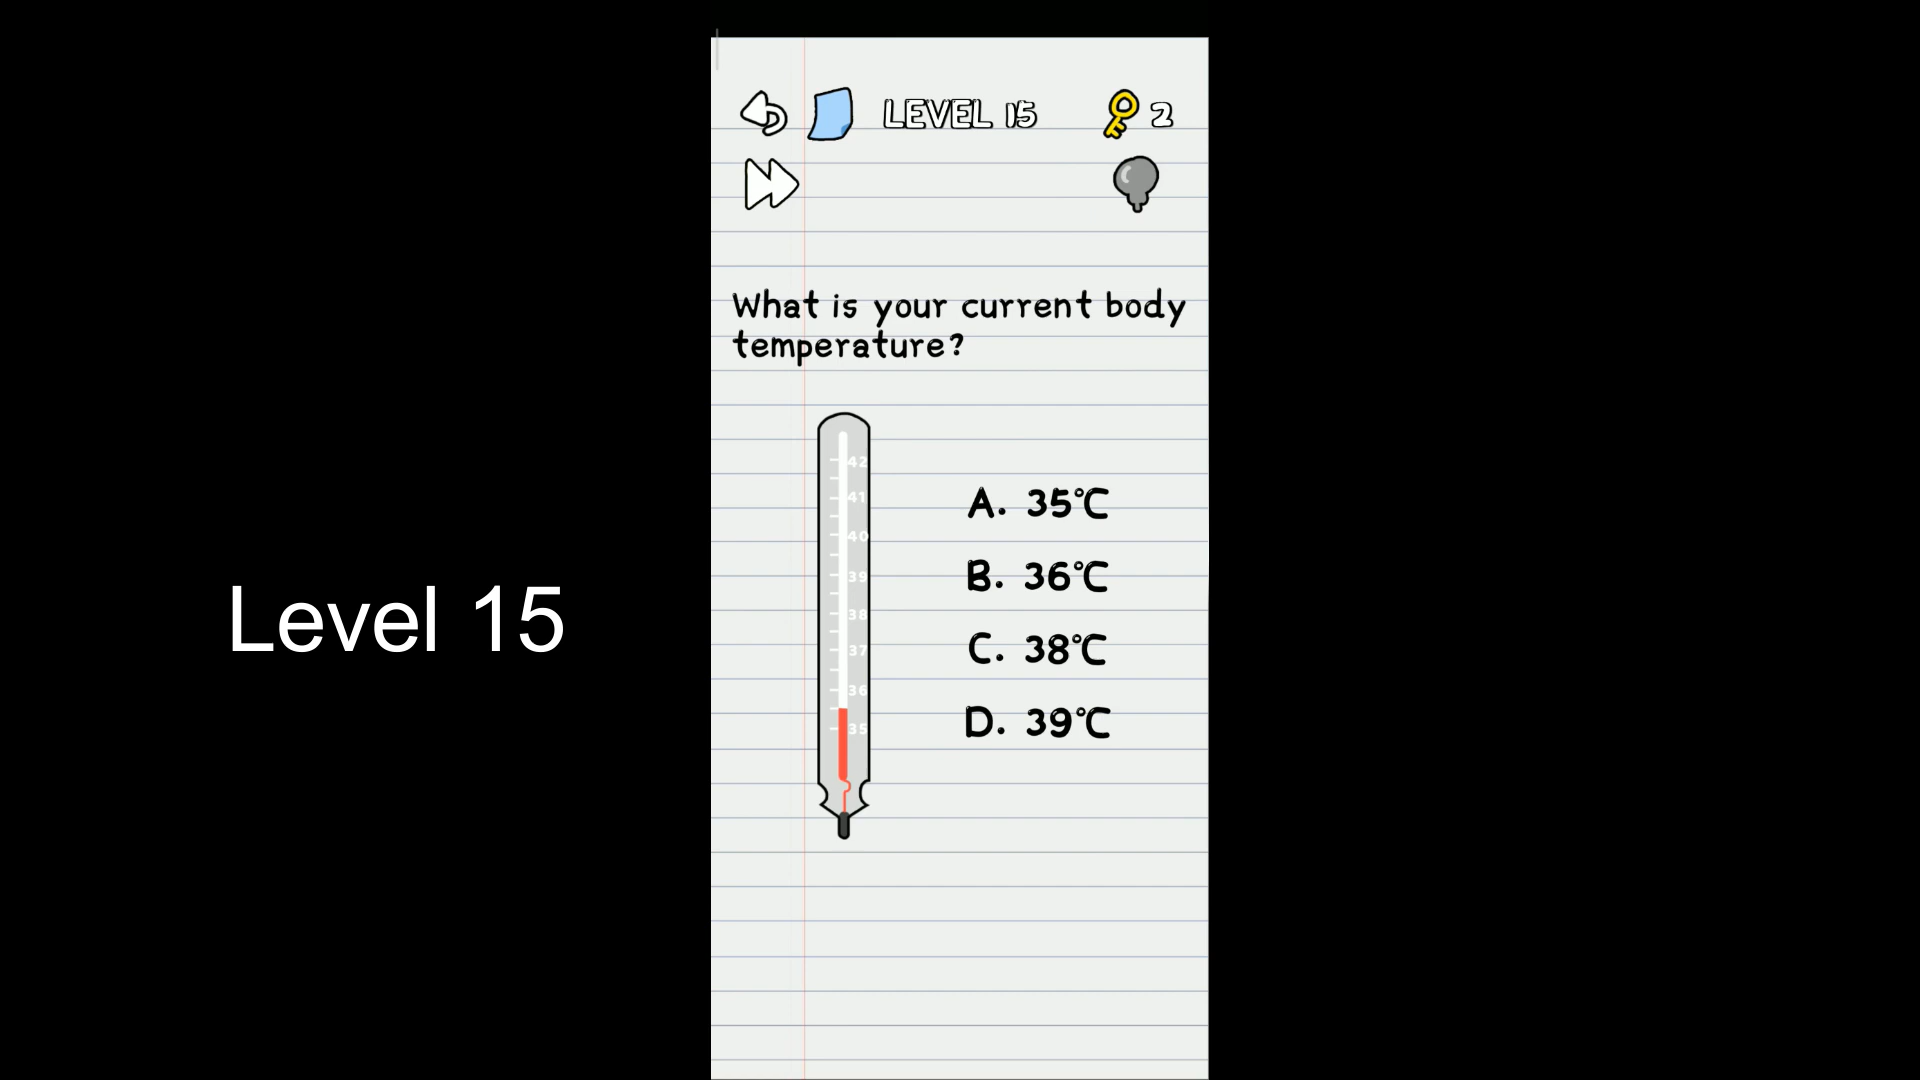 LEVEL 15
2
What is your current body
temperature?
42
41
40
39
38
37
36
35
A. 35°C
B. 36°C
C. 38°C
D. 39°C
Level 15